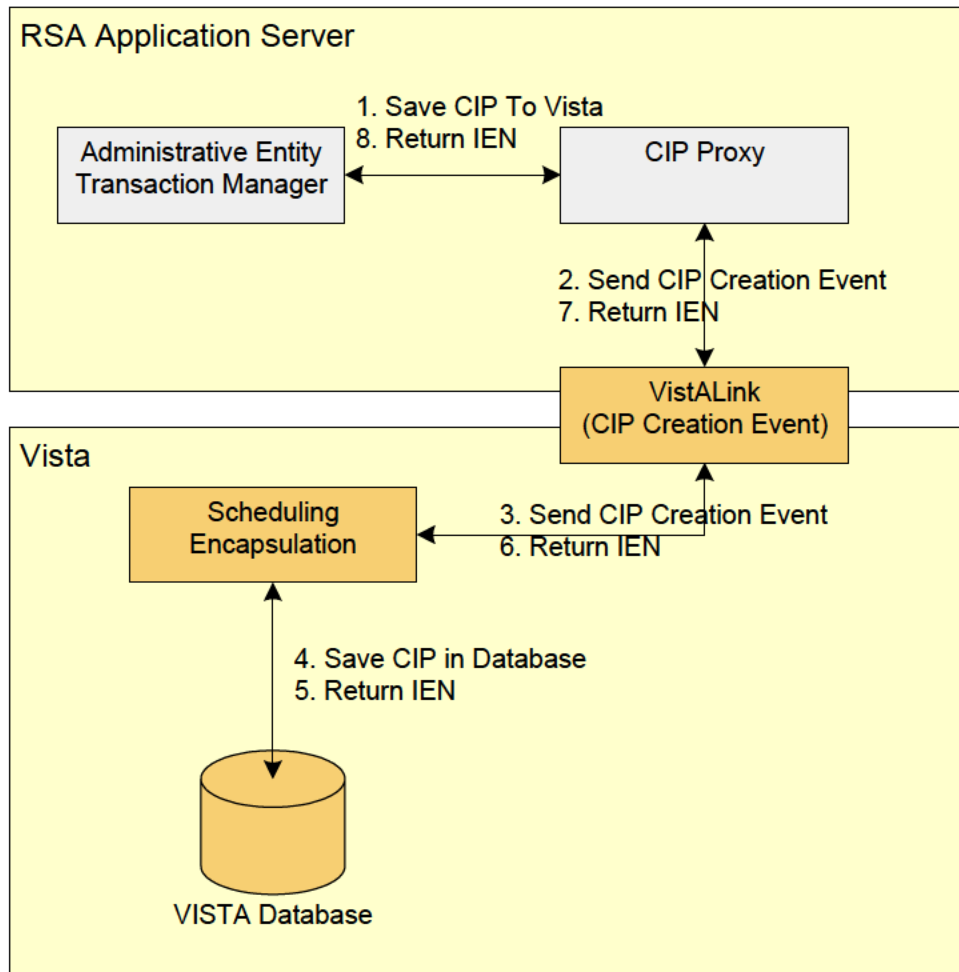 RSA Application Server
1. Save CIP To Vista
8. Return IEN
Administrative Entity
Transaction Manager
CIP Proxy
2. Send CIP Creation Event
7. Return IEN
VistALink
(CIP Creation Event)
Vista
Scheduling
Encapsulation
3. Send CIP Creation Event
6. Return IEN
4. Save CIP in Database
5. Return IEN
VISTA Database